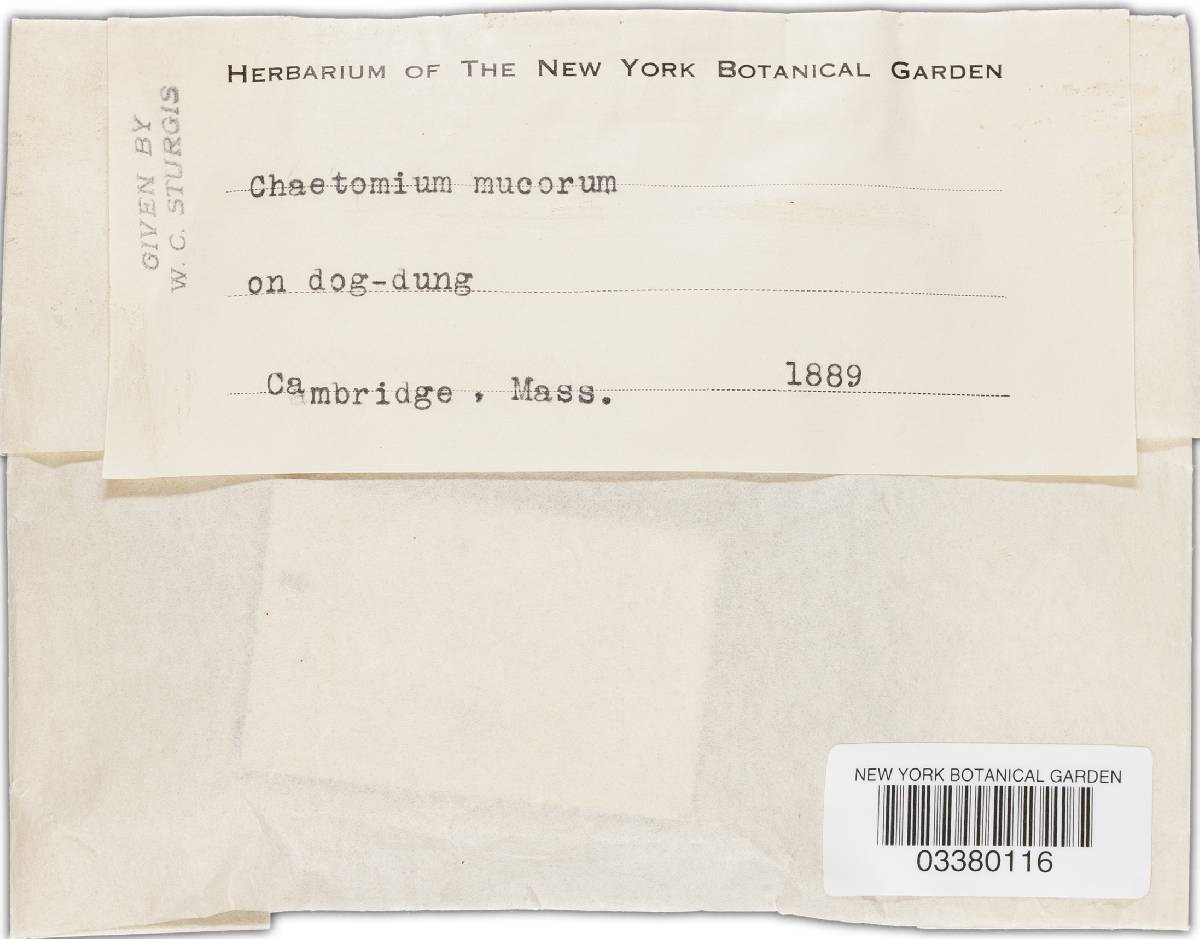 HERBARIUM OF THE NEW YORK BOTANICAL GARDEN
GIVEN BY
W. C. STURGIS
Chaetomium mucorum
on dog-dung
Cambridge, Mass. 1889
NEW YORK BOTANICAL GARDEN
03380116